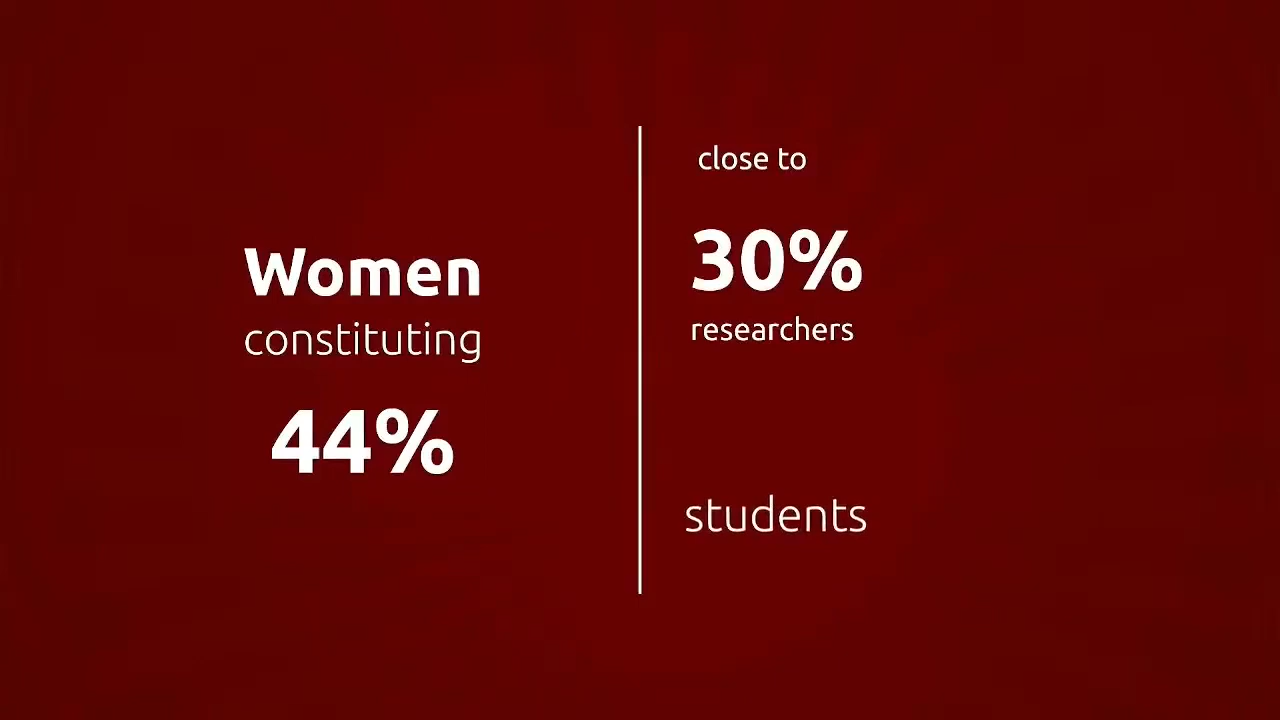 Women
constituting
44%
close to
30%
researchers
students